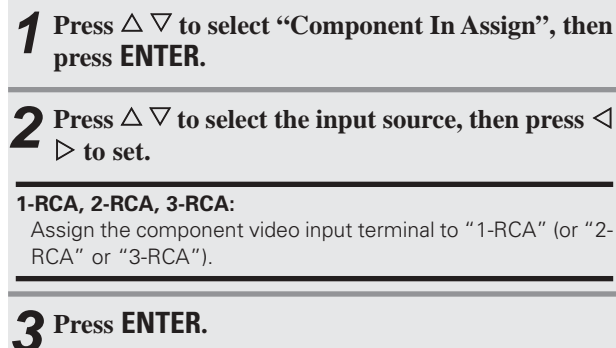 1 Press △ ▽ to select “Component In Assign”, then
press ENTER.
2 Press △ ▽ to select the input source, then press ◁
▷ to set.
1-RCA, 2-RCA, 3-RCA:
Assign the component video input terminal to “1-RCA” (or “2-
RCA” or “3-RCA”).
3 Press ENTER.